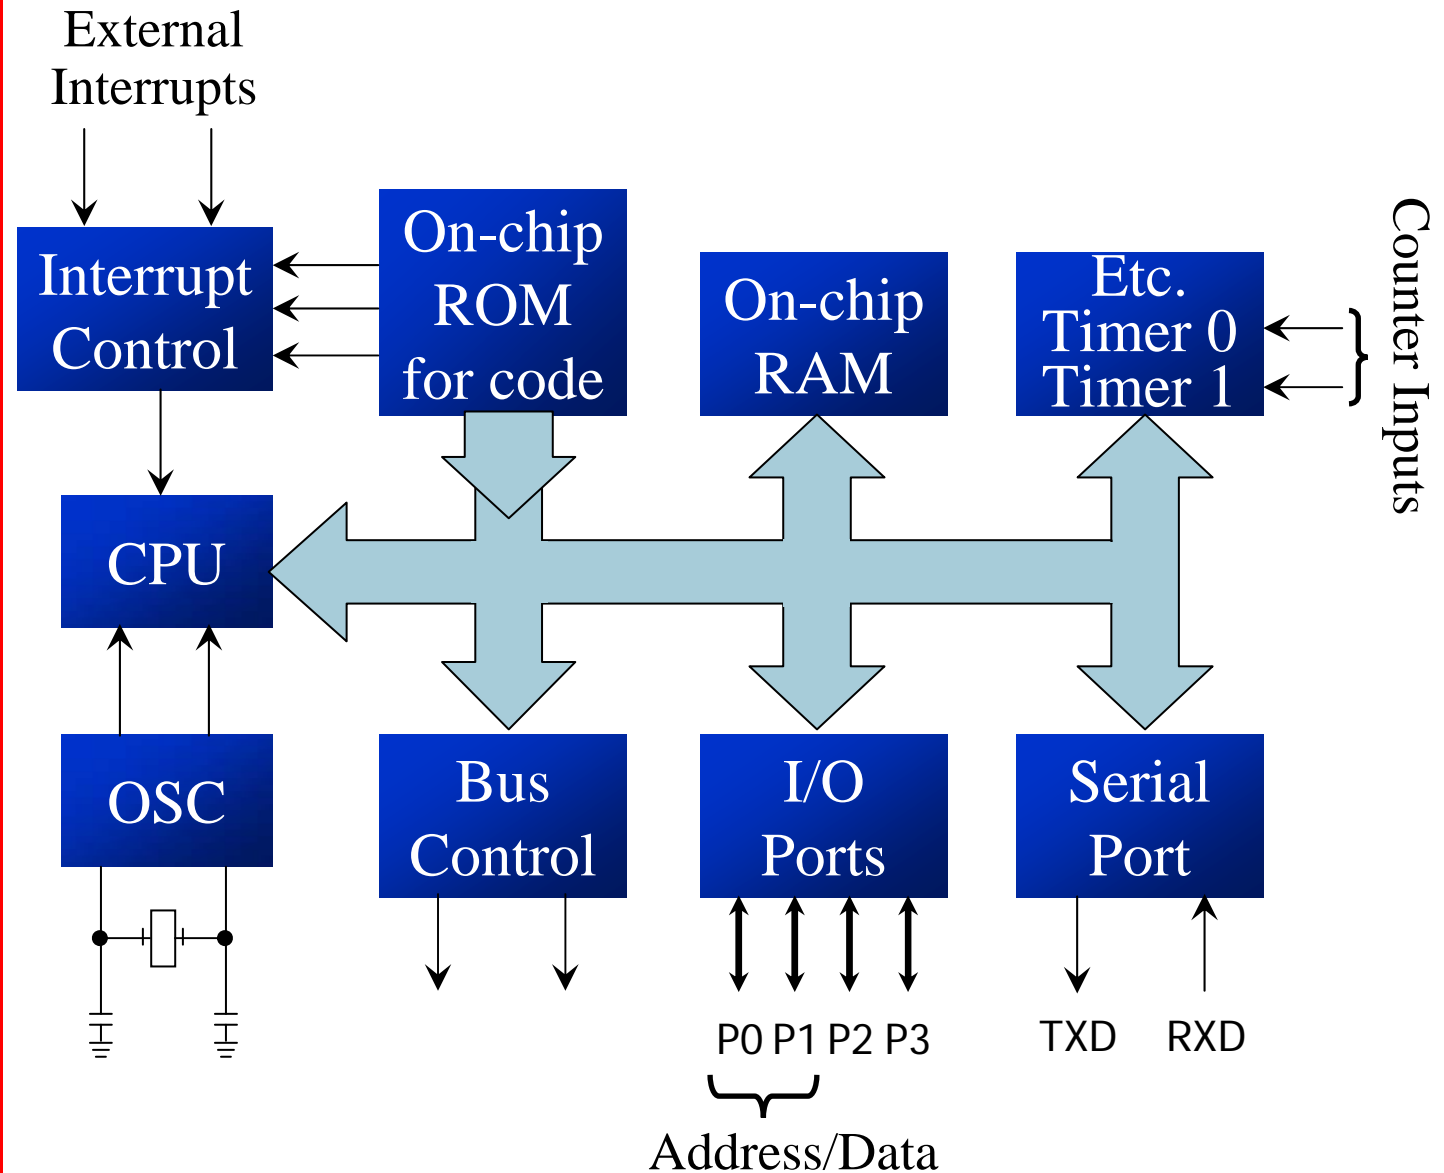 External
Interrupts
Interrupt
Control
On-chip
ROM
for code
On-chip
RAM
Etc.
Timer 0
Timer 1
Counter Inputs
CPU
OSC
Bus
Control
I/O
Ports
Serial
Port
P0 P1 P2 P3
TXD RXD
Address/Data